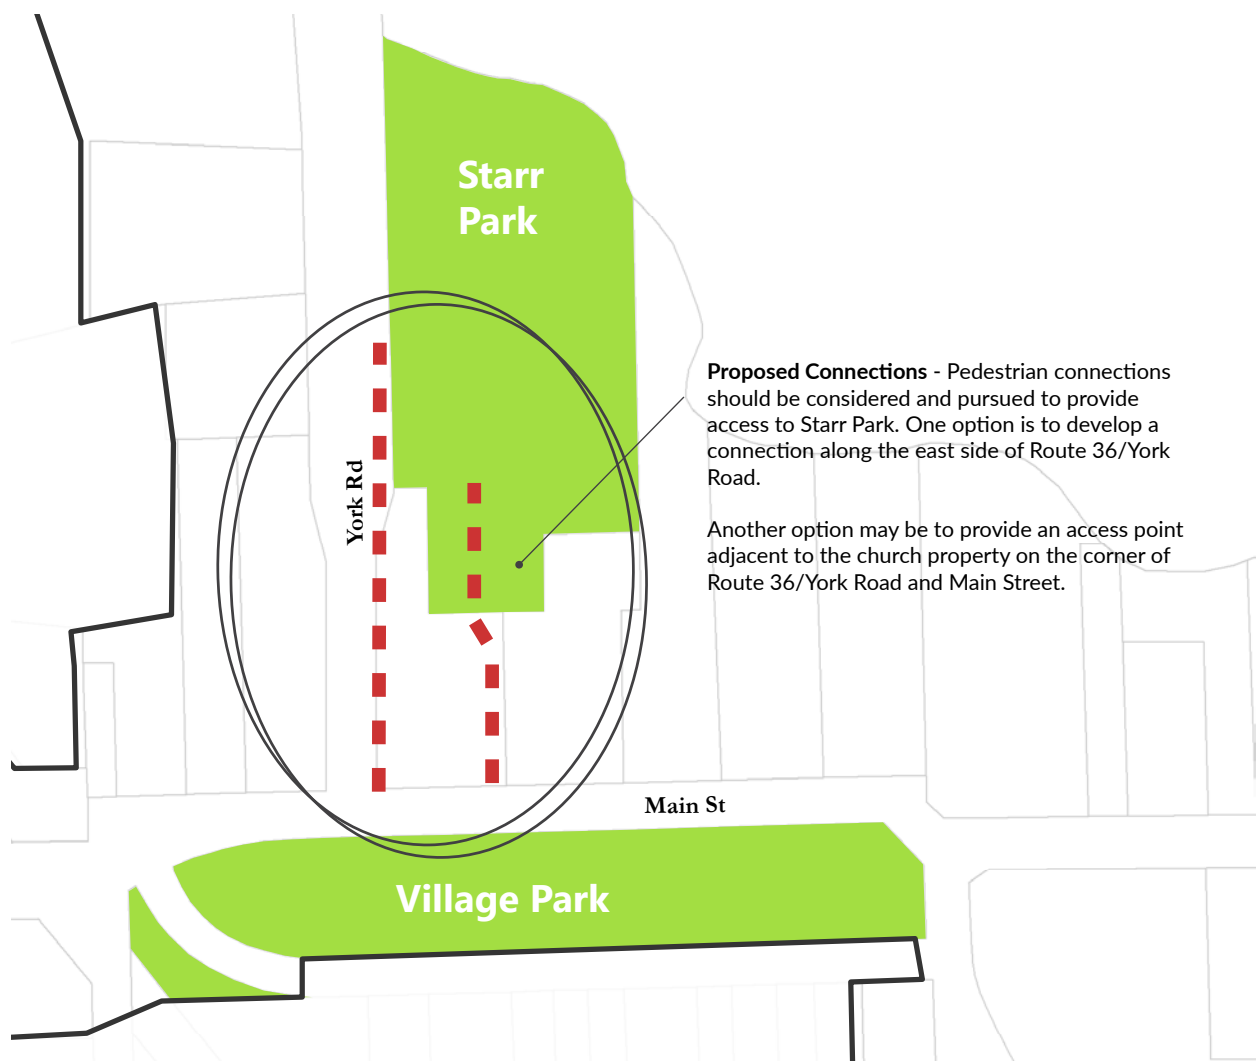 Starr
Park
Proposed Connections - Pedestrian connections
should be considered and pursued to provide
access to Starr Park. One option is to develop a
connection along the east side of Route 36/York
Road.
Another option may be to provide an access point
adjacent to the church property on the corner of
Route 36/York Road and Main Street.
York Rd
Main St
Village Park